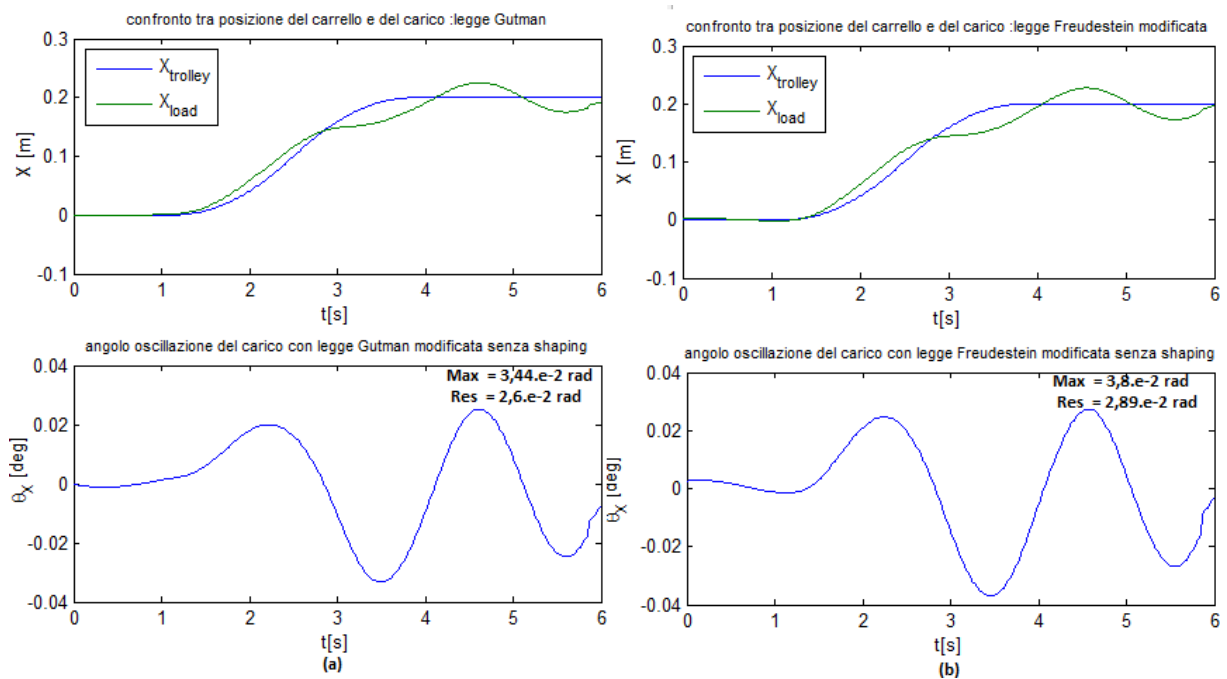 confronto tra posizione del carrello e del carico :legge Gutman
0.3
0.2
0.1
0
-0.1
X [m]
X_trolley
X_load
0 1 2 3 4 5 6
t[s]
angolo oscillazione del carico con legge Gutman modificata senza shaping
Max = 3,44.e-2 rad
Res = 2,6.e-2 rad
0.04
0.02
0
-0.02
-0.04
θ_X [deg]
0 1 2 3 4 5 6
t[s]
(a)
confronto tra posizione del carrello e del carico :legge Freudestein modificata
0.3
0.2
0.1
0
-0.1
X [m]
X_trolley
X_load
0 1 2 3 4 5 6
t[s]
angolo oscillazione del carico con legge Freudestein modificata senza shaping
Max = 3,8.e-2 rad
Res = 2,89.e-2 rad
0.04
0.02
0
-0.02
-0.04
θ_X [deg]
0 1 2 3 4 5 6
t[s]
(b)